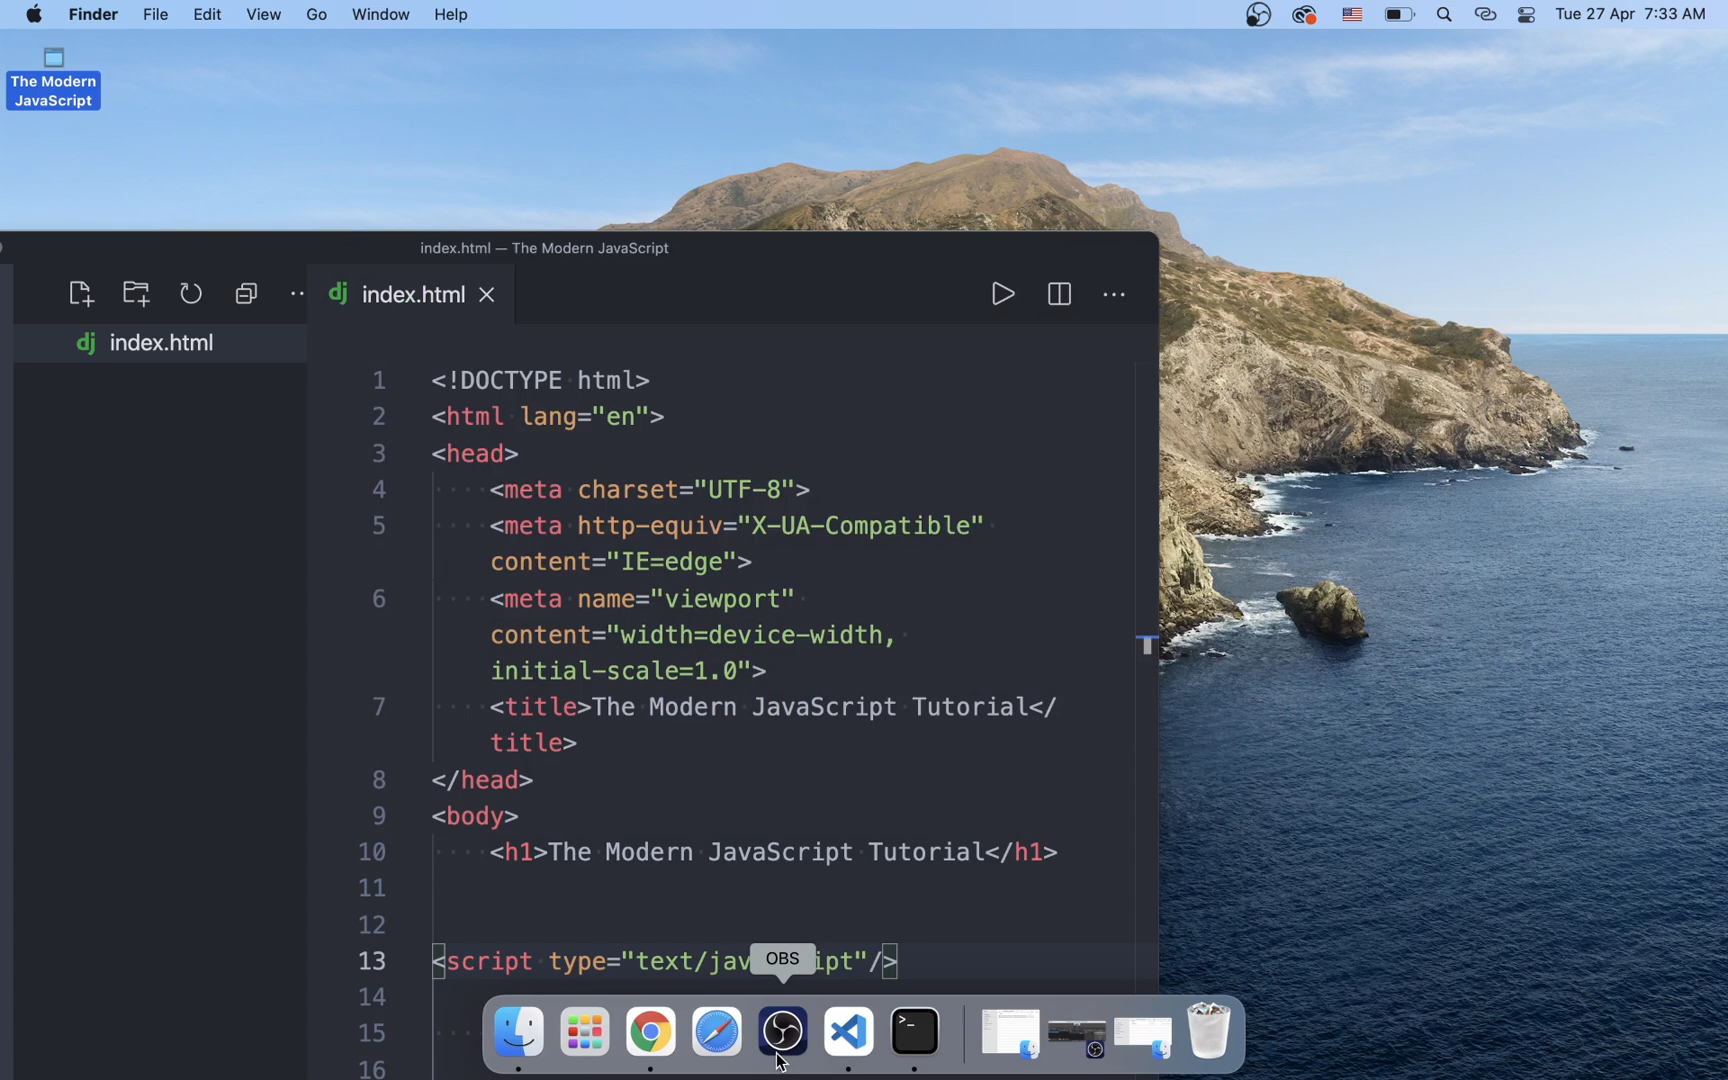 Finder File Edit View Go Window Help Tue 27 Apr 7:33 AM
The Modern
JavaScript
index.html — The Modern JavaScript
dj index.html
dj index.html
1 <!DOCTYPE html>
2 <html lang="en">
3 <head>
4 <meta charset="UTF-8">
5 <meta http-equiv="X-UA-Compatible"
content="IE=edge">
6 <meta name="viewport"
content="width=device-width,
initial-scale=1.0">
7 <title>The Modern JavaScript Tutorial</
title>
8 </head>
9 <body>
10 <h1>The Modern JavaScript Tutorial</h1>
11
12
13 <script type="text/jav ipt"/>
OBS
14
15
16